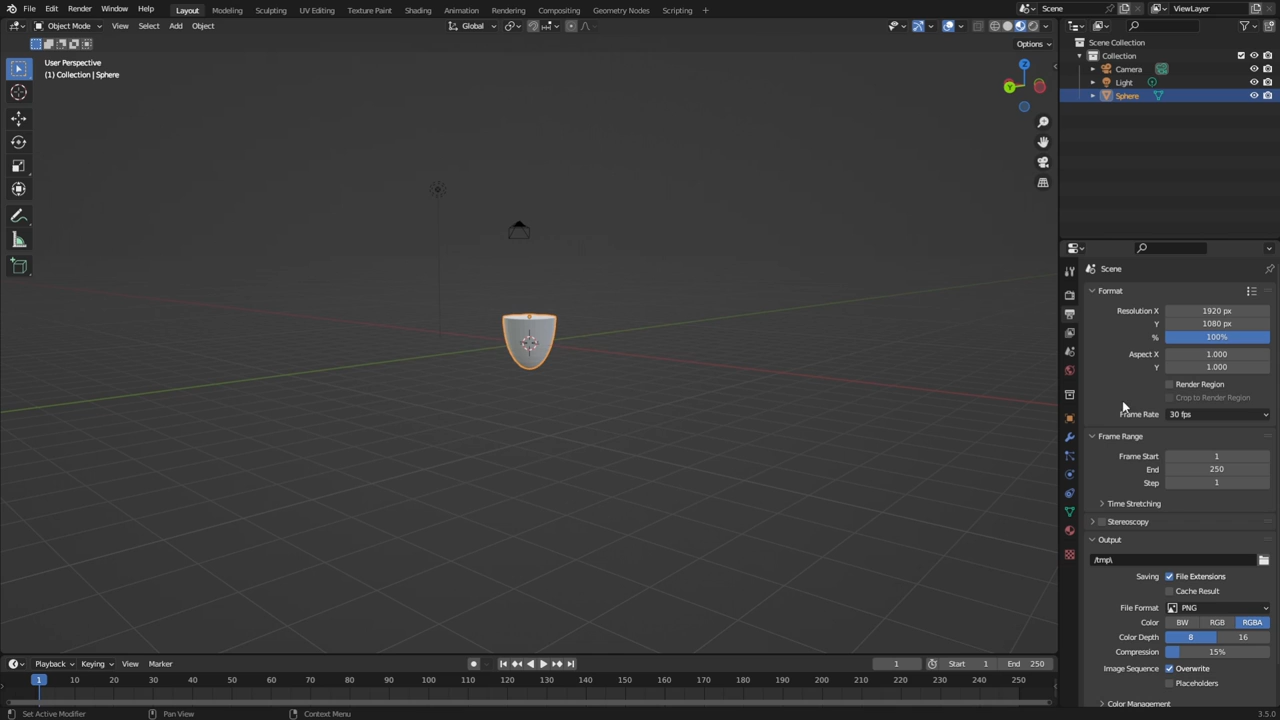 File Edit Render Window Help Layout Modeling Sculpting UV Editing Texture Paint Shading Animation Rendering Compositing Geometry Nodes Scripting + Scene ViewLayer
Object Mode View Select Add Object Global
Options
User Perspective
(1) Collection | Sphere
Z
Y
Scene Collection
Collection
Camera
Light
Sphere
Scene
Format
Resolution X 1920 px
Y 1080 px
% 100%
Aspect X 1.000
Y 1.000
Render Region
Crop to Render Region
Frame Rate 30 fps
Frame Range
Frame Start 1
End 250
Step 1
Time Stretching
Stereoscopy
Output
/tmp\
Saving File Extensions
Cache Result
File Format PNG
Color BW RGB RGBA
Color Depth 8 16
Compression 15%
Image Sequence Overwrite
Placeholders
Color Management
Playback Keying View Marker 1 Start 1 End 250
1 10 20 30 40 50 60 70 80 90 100 110 120 130 140 150 160 170 180 190 200 210 220 230 240 250
Set Active Modifier Pan View Context Menu 3.5.0